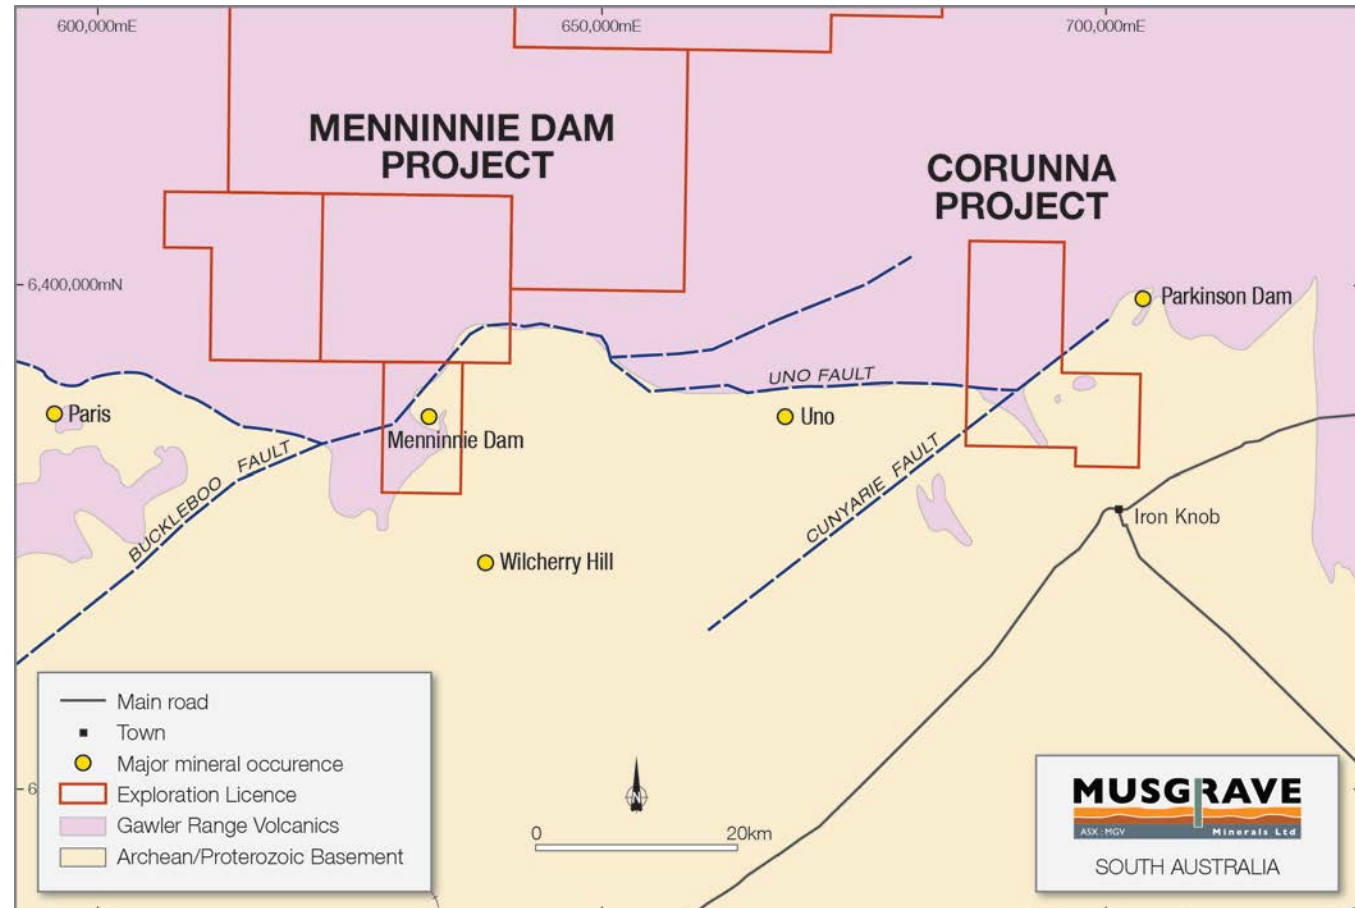 600,000mE
650,000mE
700,000mE
MENNINNIE DAM
PROJECT
CORUNNA
PROJECT
6,400,000mN
Parkinson Dam
UNO FAULT
Paris
Uno
Menninnie Dam
BUCKLEBOO FAULT
CUNYARIE FAULT
Iron Knob
Wilcherry Hill
Main road
Town
Major mineral occurence
6
Exploration Licence
Gawler Range Volcanics
Archean/Proterozoic Basement
N
0 20km
MUSGRAVE
ASX : MGV Minerals Ltd
SOUTH AUSTRALIA